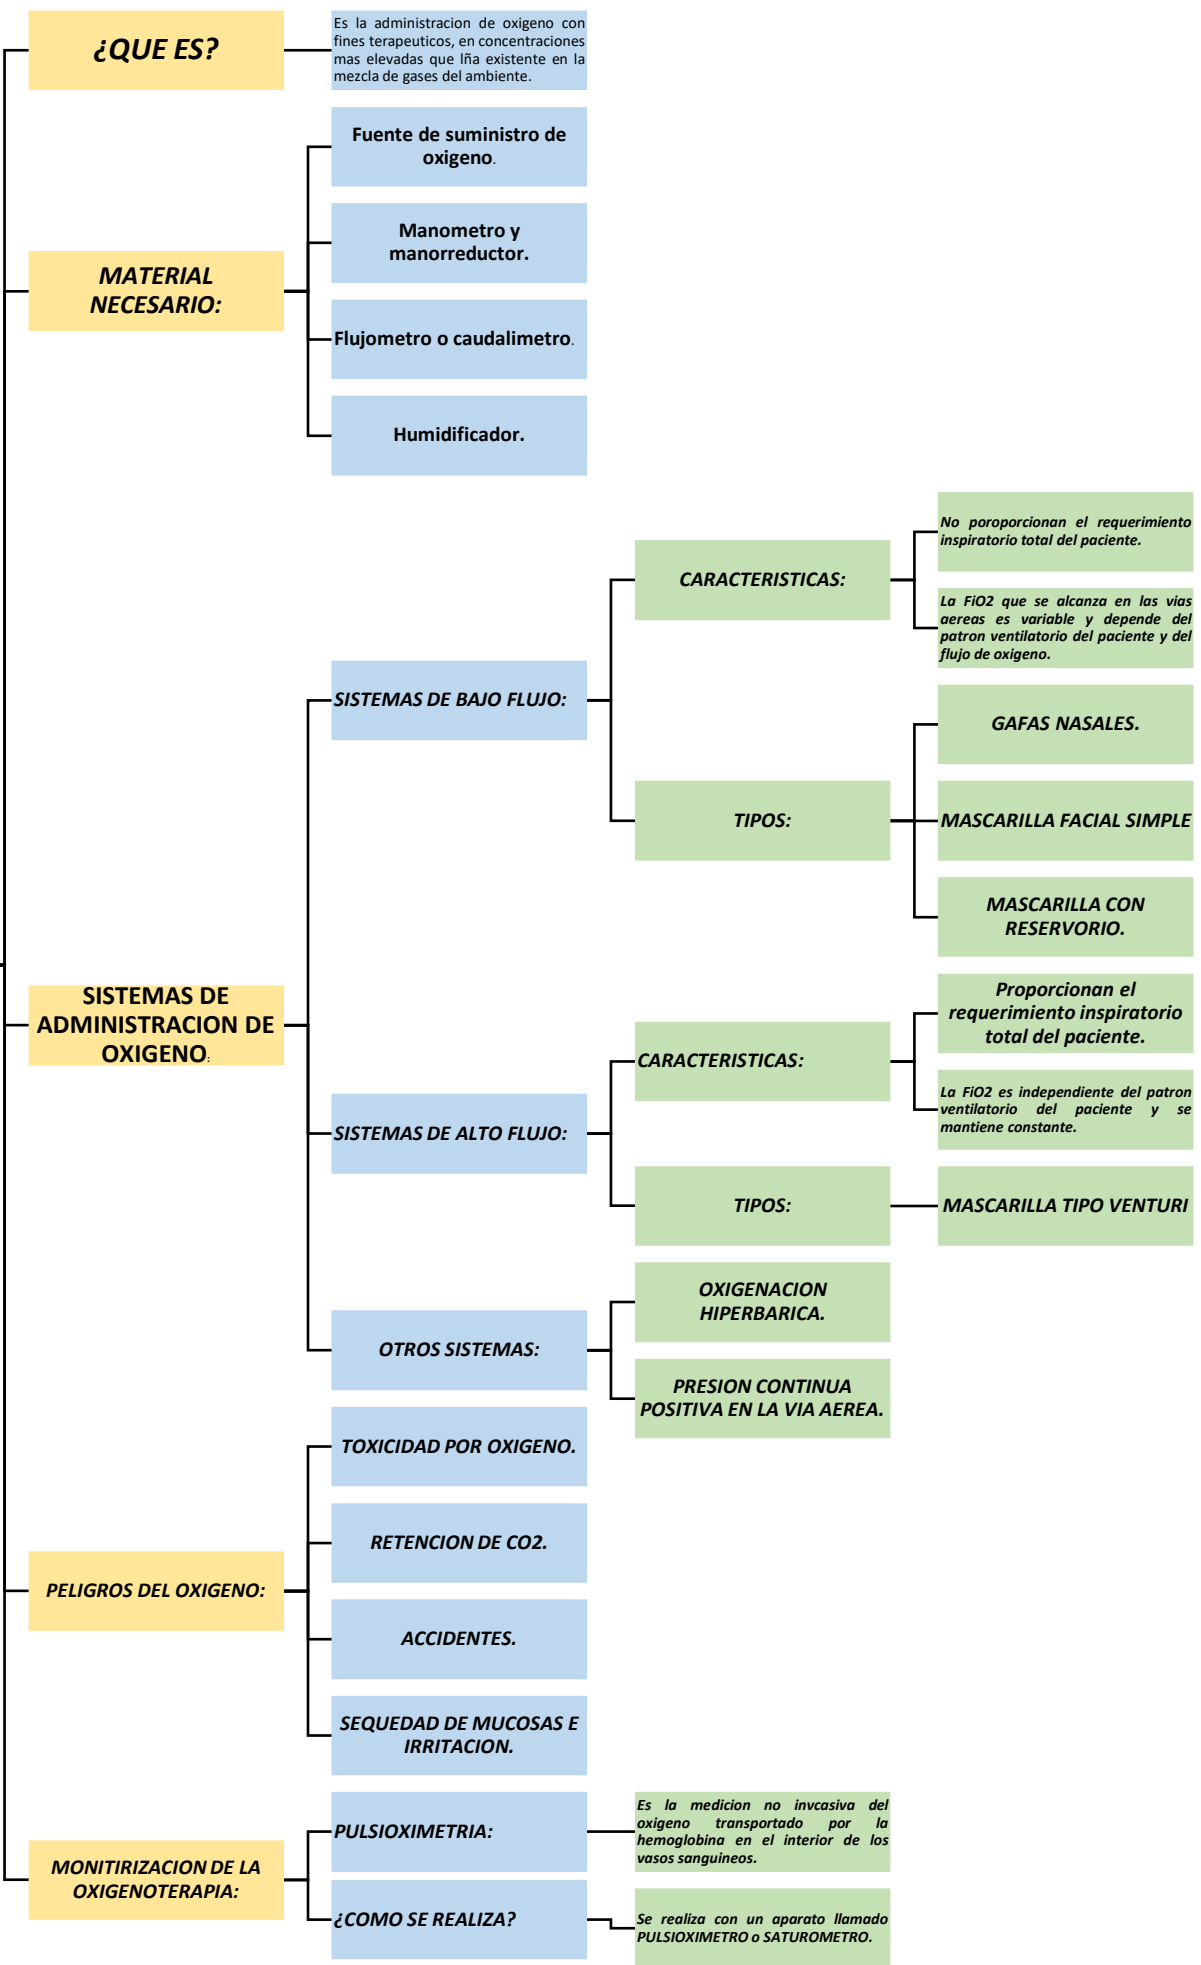 ¿QUE ES?
Es la administracion de oxigeno con
fines terapeuticos, en concentraciones
mas elevadas que lña existente en la
mezcla de gases del ambiente.
MATERIAL
NECESARIO:
Fuente de suministro de
oxigeno.
Manometro y
manorreductor.
Flujometro o caudalimetro.
Humidificador.
SISTEMAS DE
ADMINISTRACION DE
OXIGENO:
SISTEMAS DE BAJO FLUJO:
CARACTERISTICAS:
No poroporcionan el requerimiento
inspiratorio total del paciente.
La FiO2 que se alcanza en las vias
aereas es variable y depende del
patron ventilatorio del paciente y del
flujo de oxigeno.
TIPOS:
GAFAS NASALES.
MASCARILLA FACIAL SIMPLE
MASCARILLA CON
RESERVORIO.
SISTEMAS DE ALTO FLUJO:
CARACTERISTICAS:
Proporcionan el
requerimiento inspiratorio
total del paciente.
La FiO2 es independiente del patron
ventilatorio del paciente y se
mantiene constante.
TIPOS:
MASCARILLA TIPO VENTURI
OTROS SISTEMAS:
OXIGENACION
HIPERBARICA.
PRESION CONTINUA
POSITIVA EN LA VIA AEREA.
PELIGROS DEL OXIGENO:
TOXICIDAD POR OXIGENO.
RETENCION DE CO2.
ACCIDENTES.
SEQUEDAD DE MUCOSAS E
IRRITACION.
MONITIRIZACION DE LA
OXIGENOTERAPIA:
PULSIOXIMETRIA:
Es la medicion no invcasiva del
oxigeno transportado por la
hemoglobina en el interior de los
vasos sanguineos.
¿COMO SE REALIZA?
Se realiza con un aparato llamado
PULSIOXIMETRO o SATUROMETRO.